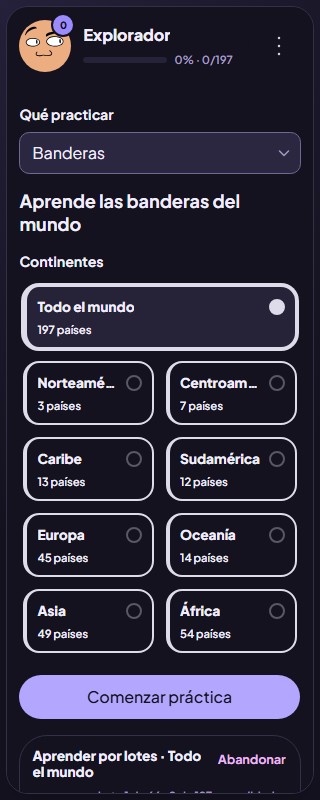 0
Explorador
0% · 0/197
Qué practicar
Banderas
Aprende las banderas del
mundo
Continentes
Todo el mundo
197 países
Norteamé...
3 países
Centroam...
7 países
Caribe
13 países
Sudamérica
12 países
Europa
45 países
Oceanía
14 países
Asia
49 países
África
54 países
Comenzar práctica
Aprender por lotes · Todo
el mundo
Abandonar